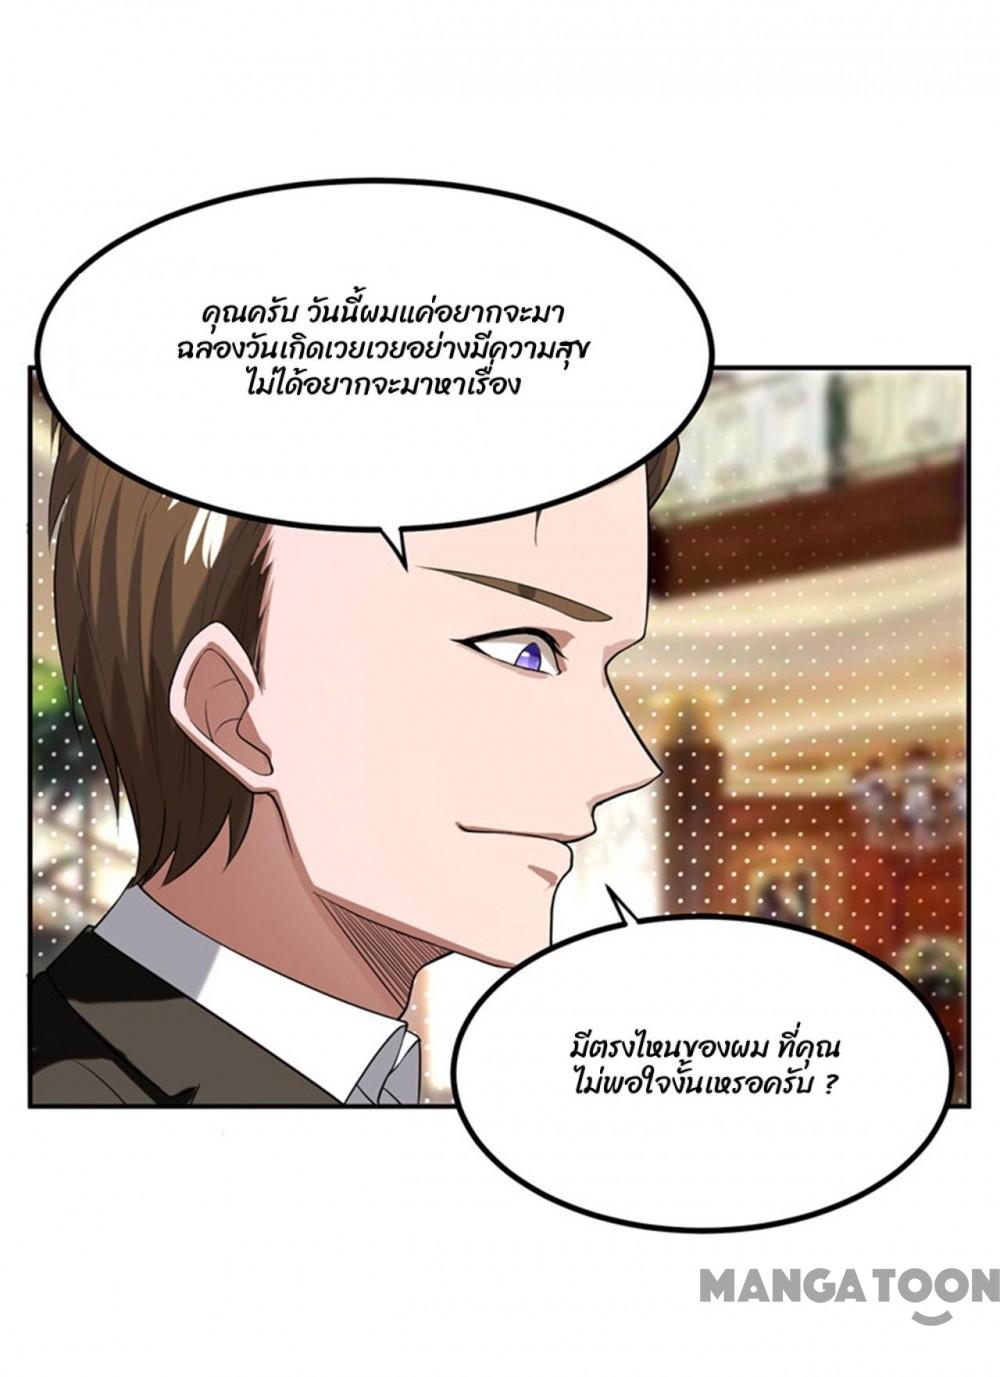 คุณครับ วันนี้ผมแค่อยากจะมา
ฉลองวันเกิดเวยเวยอย่างมีความสุข
ไม่ได้อยากจะมาหาเรื่อง
มีตรงไหนของผม ที่คุณ
ไม่พอใจงั้นเหรอครับ ?
MANGATOON